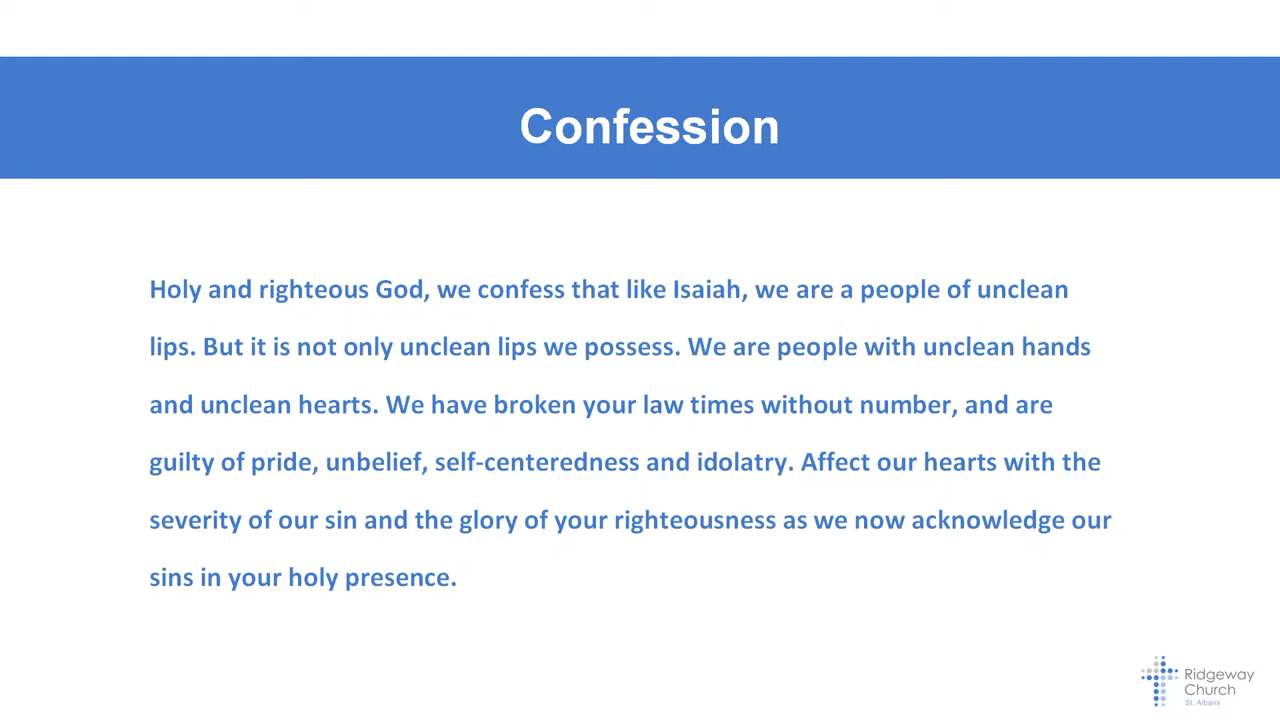 Confession
Holy and righteous God, we confess that like Isaiah, we are a people of unclean
lips. But it is not only unclean lips we possess. We are people with unclean hands
and unclean hearts. We have broken your law times without number, and are
guilty of pride, unbelief, self-centeredness and idolatry. Affect our hearts with the
severity of our sin and the glory of your righteousness as we now acknowledge our
sins in your holy presence.
Ridgeway
Church
St. Albans